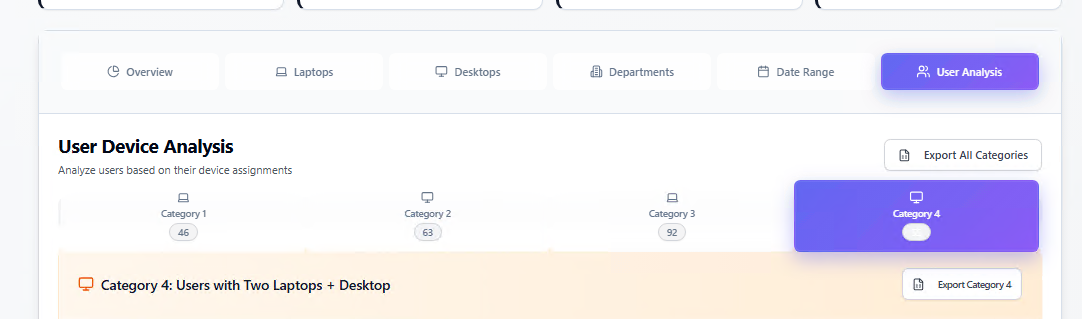 Overview
Laptops
Desktops
Departments
Date Range
User Analysis
User Device Analysis
Analyze users based on their device assignments
Export All Categories
Category 1
46
Category 2
63
Category 3
92
Category 4
Category 4: Users with Two Laptops + Desktop
Export Category 4